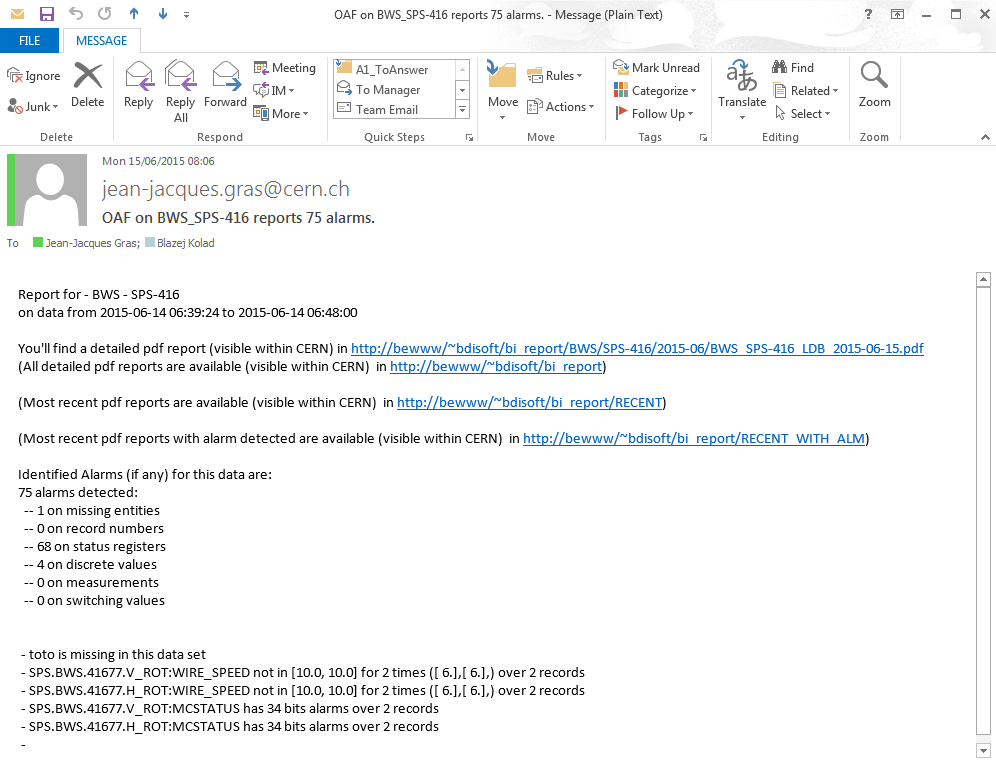 OAF on BWS_SPS-416 reports 75 alarms. - Message (Plain Text)
FILE
MESSAGE
Ignore
Junk
Delete
Reply
Reply All
Forward
Meeting
IM
More
A1_ToAnswer
To Manager
Team Email
Move
Rules
Actions
Mark Unread
Categorize
Follow Up
Translate
Find
Related
Select
Zoom
Delete
Respond
Quick Steps
Move
Tags
Editing
Zoom
Mon 15/06/2015 08:06
jean-jacques.gras@cern.ch
OAF on BWS_SPS-416 reports 75 alarms.
To Jean-Jacques Gras; Blazej Kolad
Report for - BWS - SPS-416
on data from 2015-06-14 06:39:24 to 2015-06-14 06:48:00
You'll find a detailed pdf report (visible within CERN) in http://bewww/~bdisoft/bi_report/BWS/SPS-416/2015-06/BWS_SPS-416_LDB_2015-06-15.pdf
(All detailed pdf reports are available (visible within CERN)  in http://bewww/~bdisoft/bi_report)
(Most recent pdf reports are available (visible within CERN)  in http://bewww/~bdisoft/bi_report/RECENT)
(Most recent pdf reports with alarm detected are available (visible within CERN)  in http://bewww/~bdisoft/bi_report/RECENT_WITH_ALM)
Identified Alarms (if any) for this data are:
75 alarms detected:
-- 1 on missing entities
-- 0 on record numbers
-- 68 on status registers
-- 4 on discrete values
-- 0 on measurements
-- 0 on switching values
- toto is missing in this data set
- SPS.BWS.41677.V_ROT:WIRE_SPEED not in [10.0, 10.0] for 2 times ([ 6.],[ 6.],) over 2 records
- SPS.BWS.41677.H_ROT:WIRE_SPEED not in [10.0, 10.0] for 2 times ([ 6.],[ 6.],) over 2 records
- SPS.BWS.41677.V_ROT:MCSTATUS has 34 bits alarms over 2 records
- SPS.BWS.41677.H_ROT:MCSTATUS has 34 bits alarms over 2 records
-